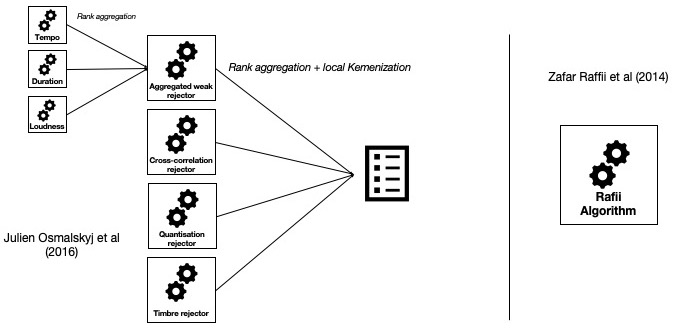 Rank aggregation
Tempo
Duration
Loudness
Aggregated weak
rejector
Rank aggregation + local Kemenization
Cross-correlation
rejector
Quantisation
rejector
Timbre rejector
Julien Osmalskyj et al
(2016)
Zafar Raffii et al (2014)
Rafii
Algorithm